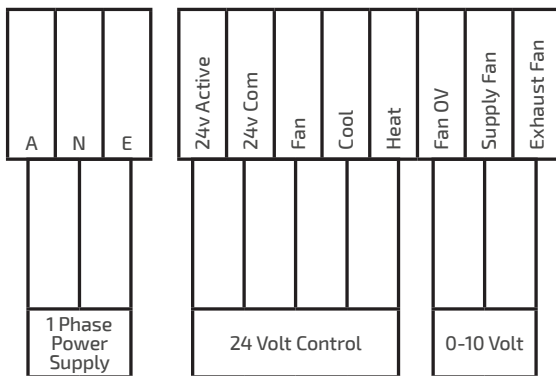 A
N
E
24v Active
24v Com
Fan
Cool
Heat
Fan OV
Supply Fan
Exhaust Fan
1 Phase
Power
Supply
24 Volt Control
0-10 Volt